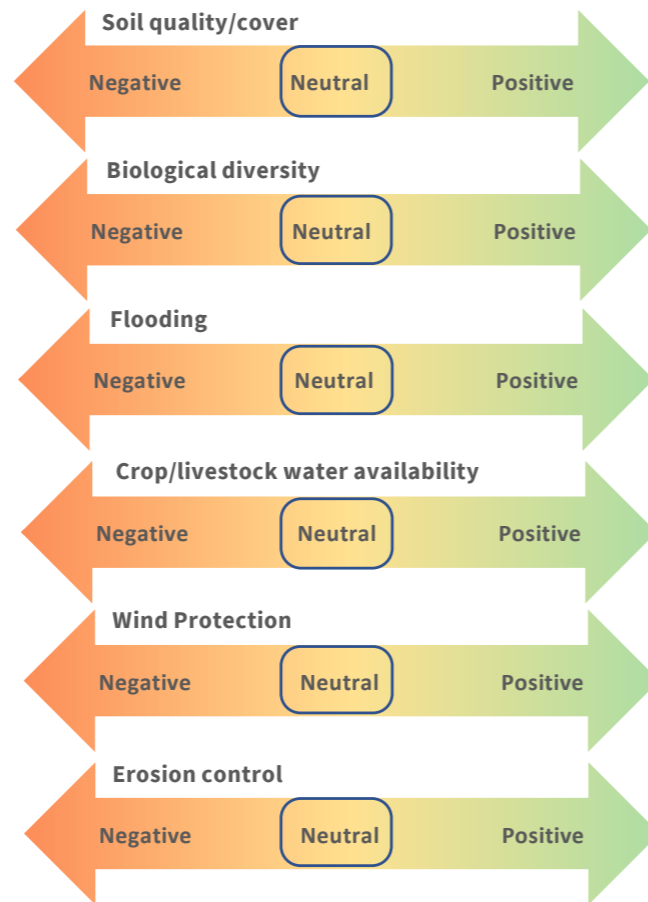 Soil quality/cover
Negative Neutral Positive
Biological diversity
Negative Neutral Positive
Flooding
Negative Neutral Positive
Crop/livestock water availability
Negative Neutral Positive
Wind Protection
Negative Neutral Positive
Erosion control
Negative Neutral Positive